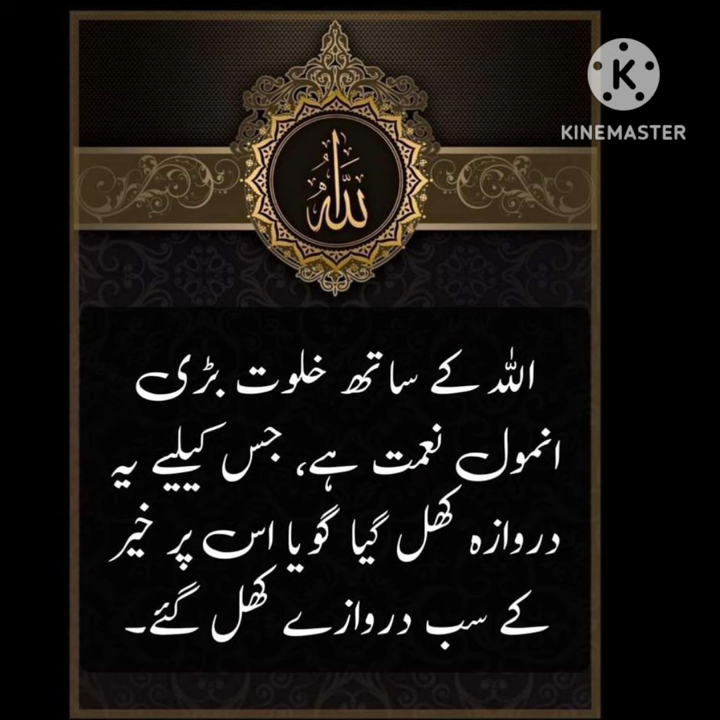 K
KINEMASTER
الله
اللہ کے ساتھ خلوت بڑی
انمول نعمت ہے، جس کیلیے یہ
دروازہ کھل گیا گویا اس پر خیر
کے سب دروازے کھل گئے۔